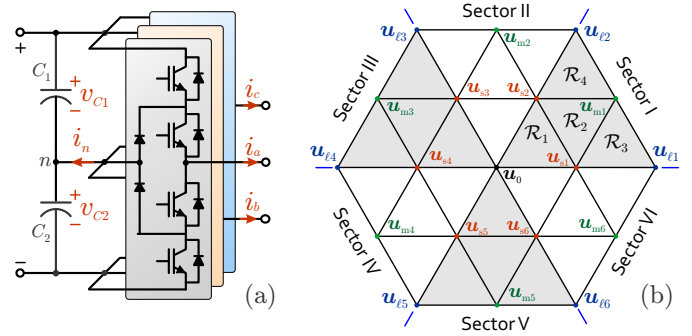 (a)
+
C1
+
vC1
−
in
n
C2
+
vC2
−
−
ic
ia
ib
(b)
Sector II
uℓ3
um2
uℓ2
Sector III
Sector I
R4
um3
us3
us2
um1
R1
R2
R3
uℓ4
us4
u0
us1
uℓ1
um4
us5
us6
um6
Sector IV
Sector VI
uℓ5
um5
uℓ6
Sector V